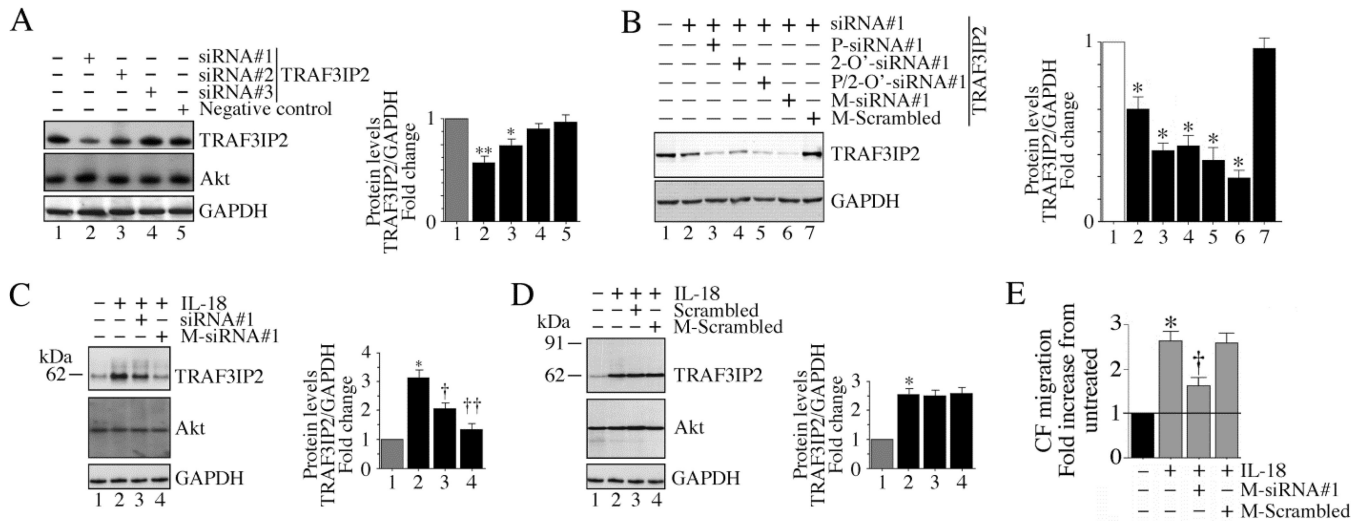 A
− + − − − siRNA#1
− − + − − siRNA#2 TRAF3IP2
− − − + − siRNA#3
− − − − + Negative control
TRAF3IP2
Akt
GAPDH
1 2 3 4 5
Protein levels
TRAF3IP2/GAPDH
Fold change
1
0
** *
1 2 3 4 5
B
− + + + + + + siRNA#1
− − + − − − − P-siRNA#1
− − − + − − − 2-O'-siRNA#1
− − − − + − − P/2-O'-siRNA#1
− − − − − + − M-siRNA#1
− − − − − − + M-Scrambled
TRAF3IP2
TRAF3IP2
GAPDH
1 2 3 4 5 6 7
Protein levels
TRAF3IP2/GAPDH
Fold change
1
0
* * * * *
1 2 3 4 5 6 7
C
− + + + IL-18
− − + − siRNA#1
− − − + M-siRNA#1
kDa
62 − TRAF3IP2
Akt
GAPDH
1 2 3 4
Protein levels
TRAF3IP2/GAPDH
Fold change
4
3
2
1
0
* † ††
1 2 3 4
D
− + + + IL-18
− − + − Scrambled
− − − + M-Scrambled
kDa
91 −
62 − TRAF3IP2
Akt
GAPDH
1 2 3 4
Protein levels
TRAF3IP2/GAPDH
Fold change
4
3
2
1
0
*
1 2 3 4
E
CF migration
Fold increase from
untreated
3
2
1
0
* †
− + + + IL-18
− − + − M-siRNA#1
− − − + M-Scrambled